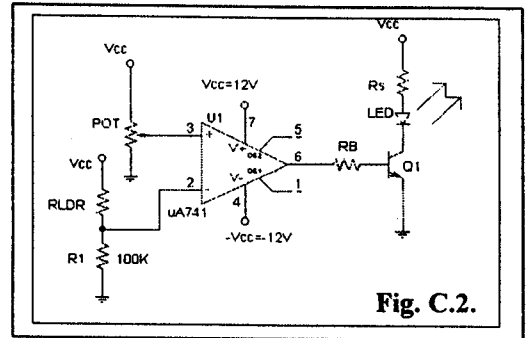 Vcc
Vcc
Vcc=12V
Rs
U1
7
POT
LED
3
+
5
V+
OS2
6
RB
Q1
Vcc
2
-
V-
OS1
1
RLDR
uA741
4
R1
100K
-Vcc=-12V
Fig. C.2.